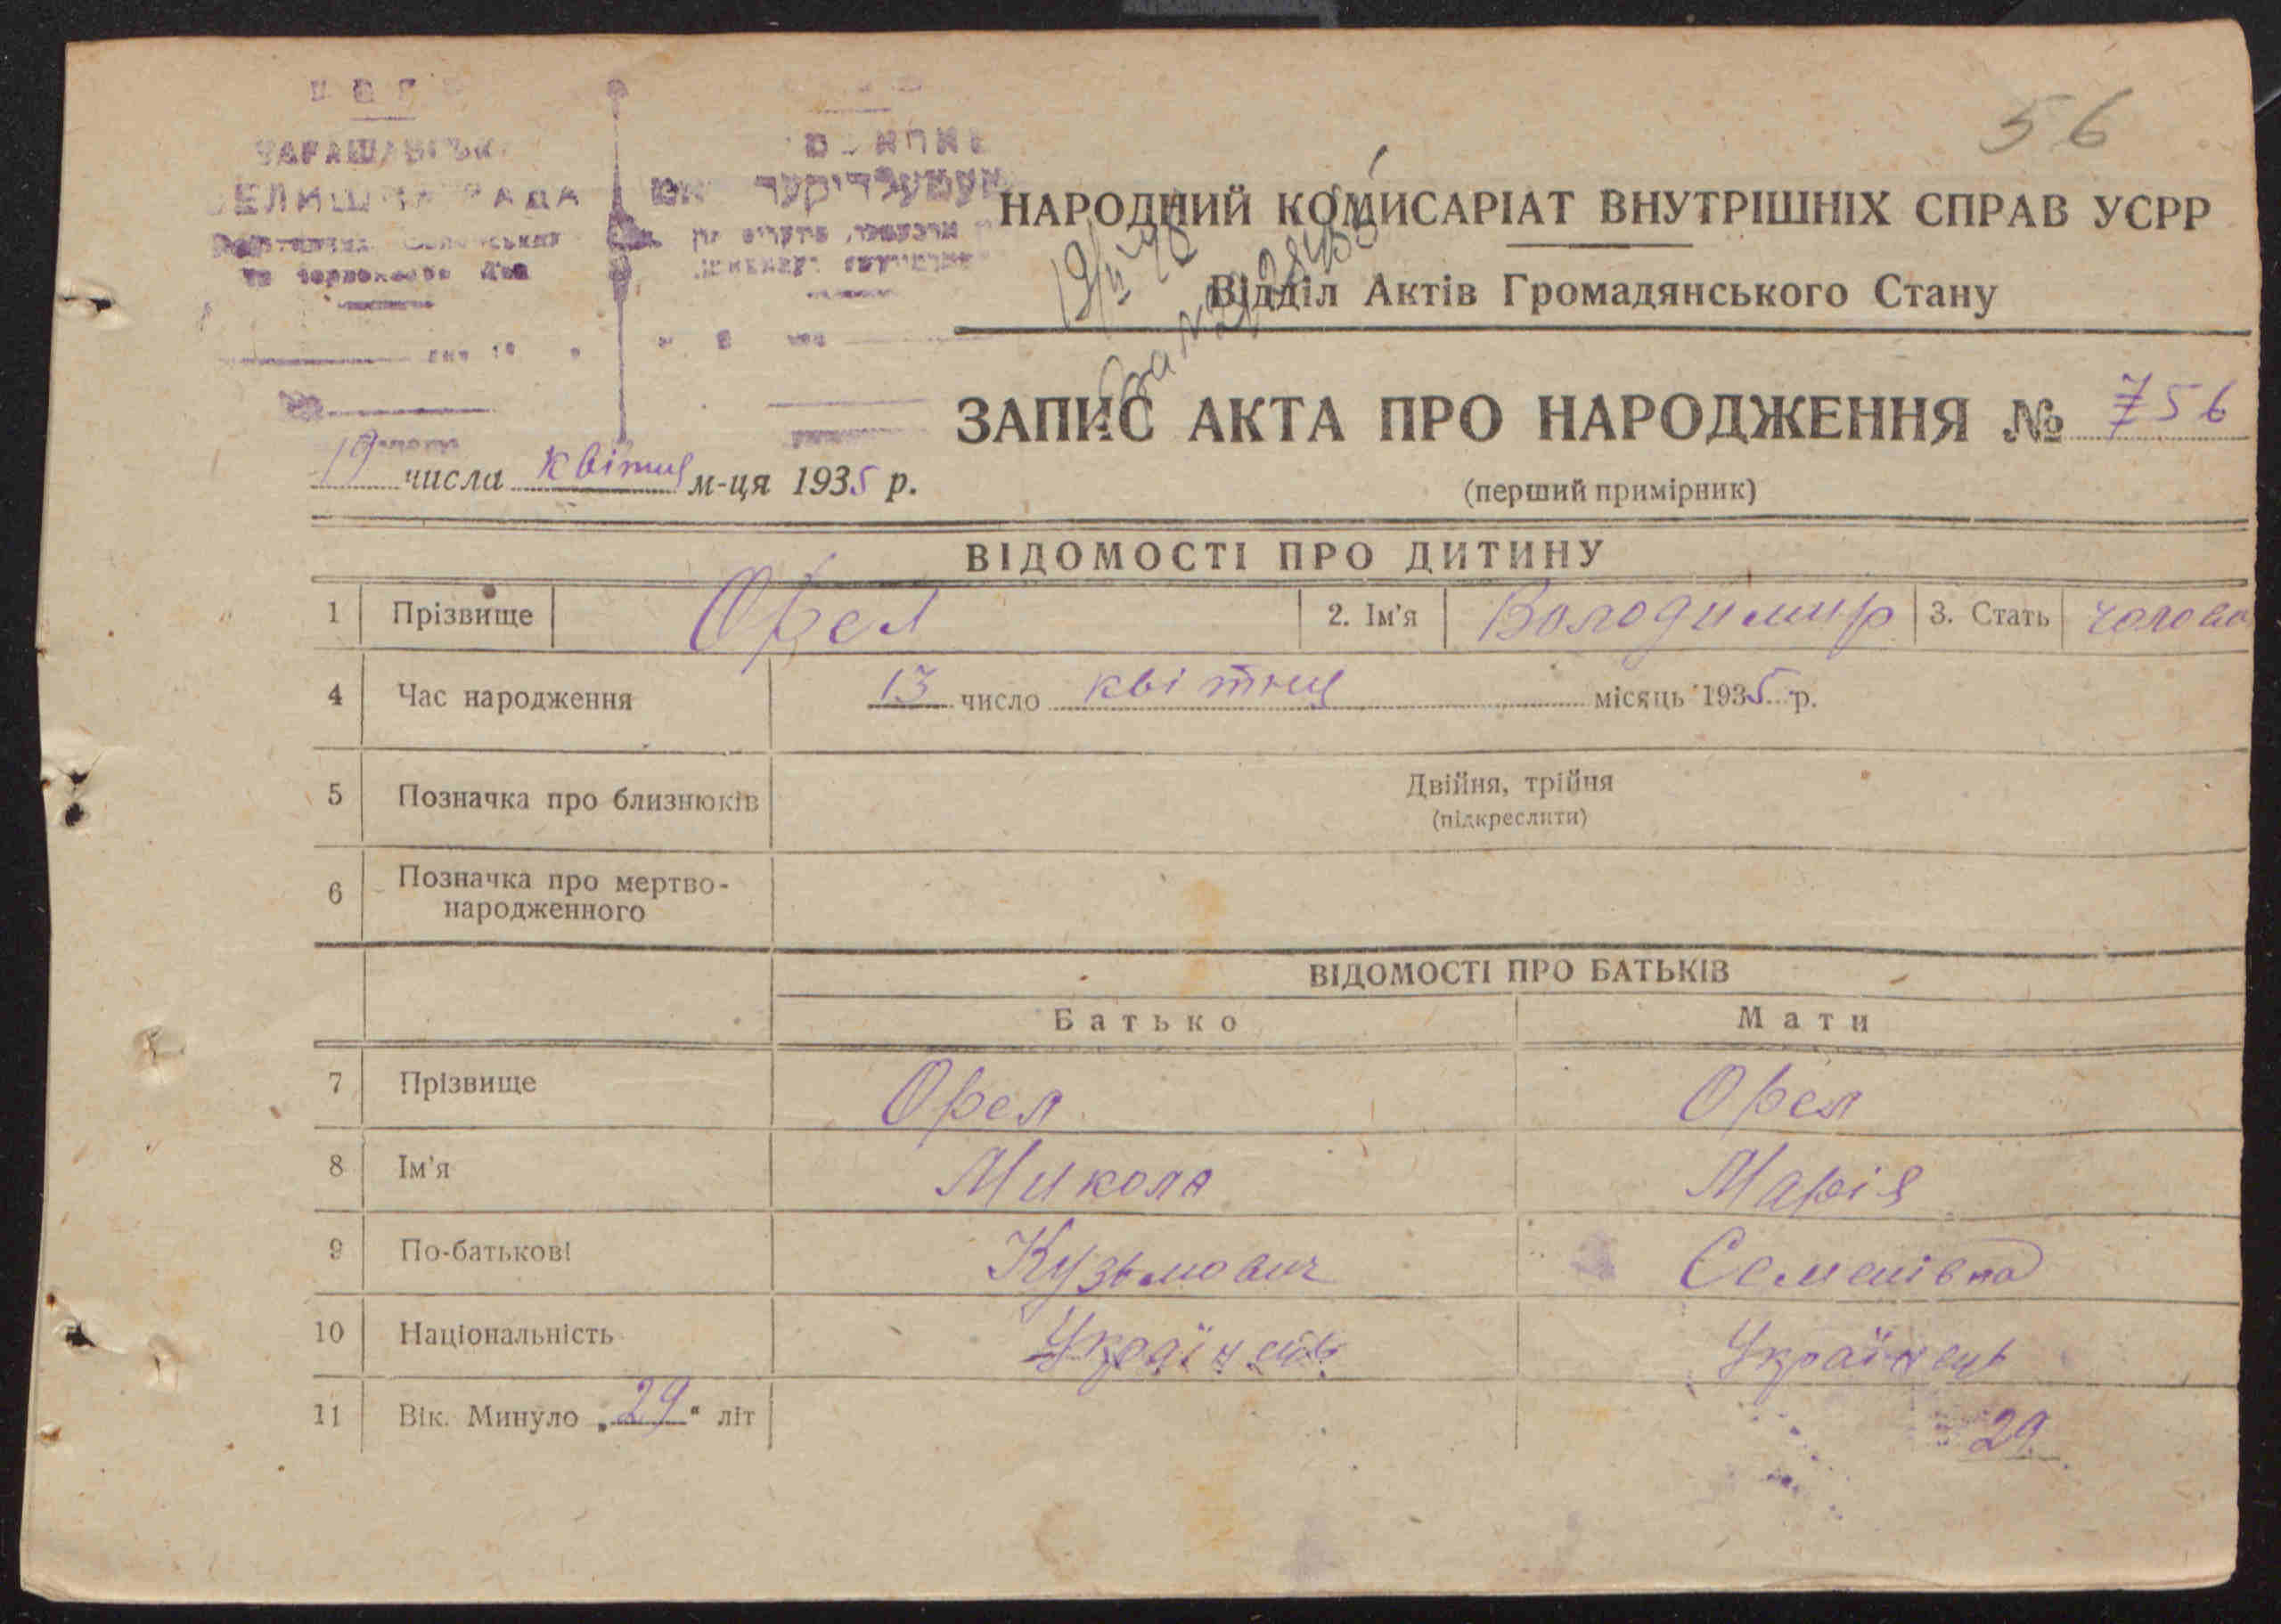 56
НАРОДНИЙ КОМИСАРІАТ ВНУТРІШНІХ СПРАВ УСРР
Відділ Актів Громадянського Стану
ЗАПИС АКТА ПРО НАРОДЖЕННЯ № 756
19 числа квітня м-ця 1935 р.
(перший примірник)
ВІДОМОСТІ ПРО ДИТИНУ
1 Прізвище Орел 2. Ім'я Володимир 3. Стать чолові
4 Час народження 13 число квітня місяць 1935 р.
5 Позначка про близнюків Двійня, трійня
(підкреслити)
6 Позначка про мертво-
народженного
ВІДОМОСТІ ПРО БАТЬКІВ
Батько Мати
7 Прізвище Орел Орел
8 Ім'я Микола Марія
9 По-батькові Кузьмович Семенівна
10 Національність Українець Українець
11 Вік. Минуло „29“ літ 29